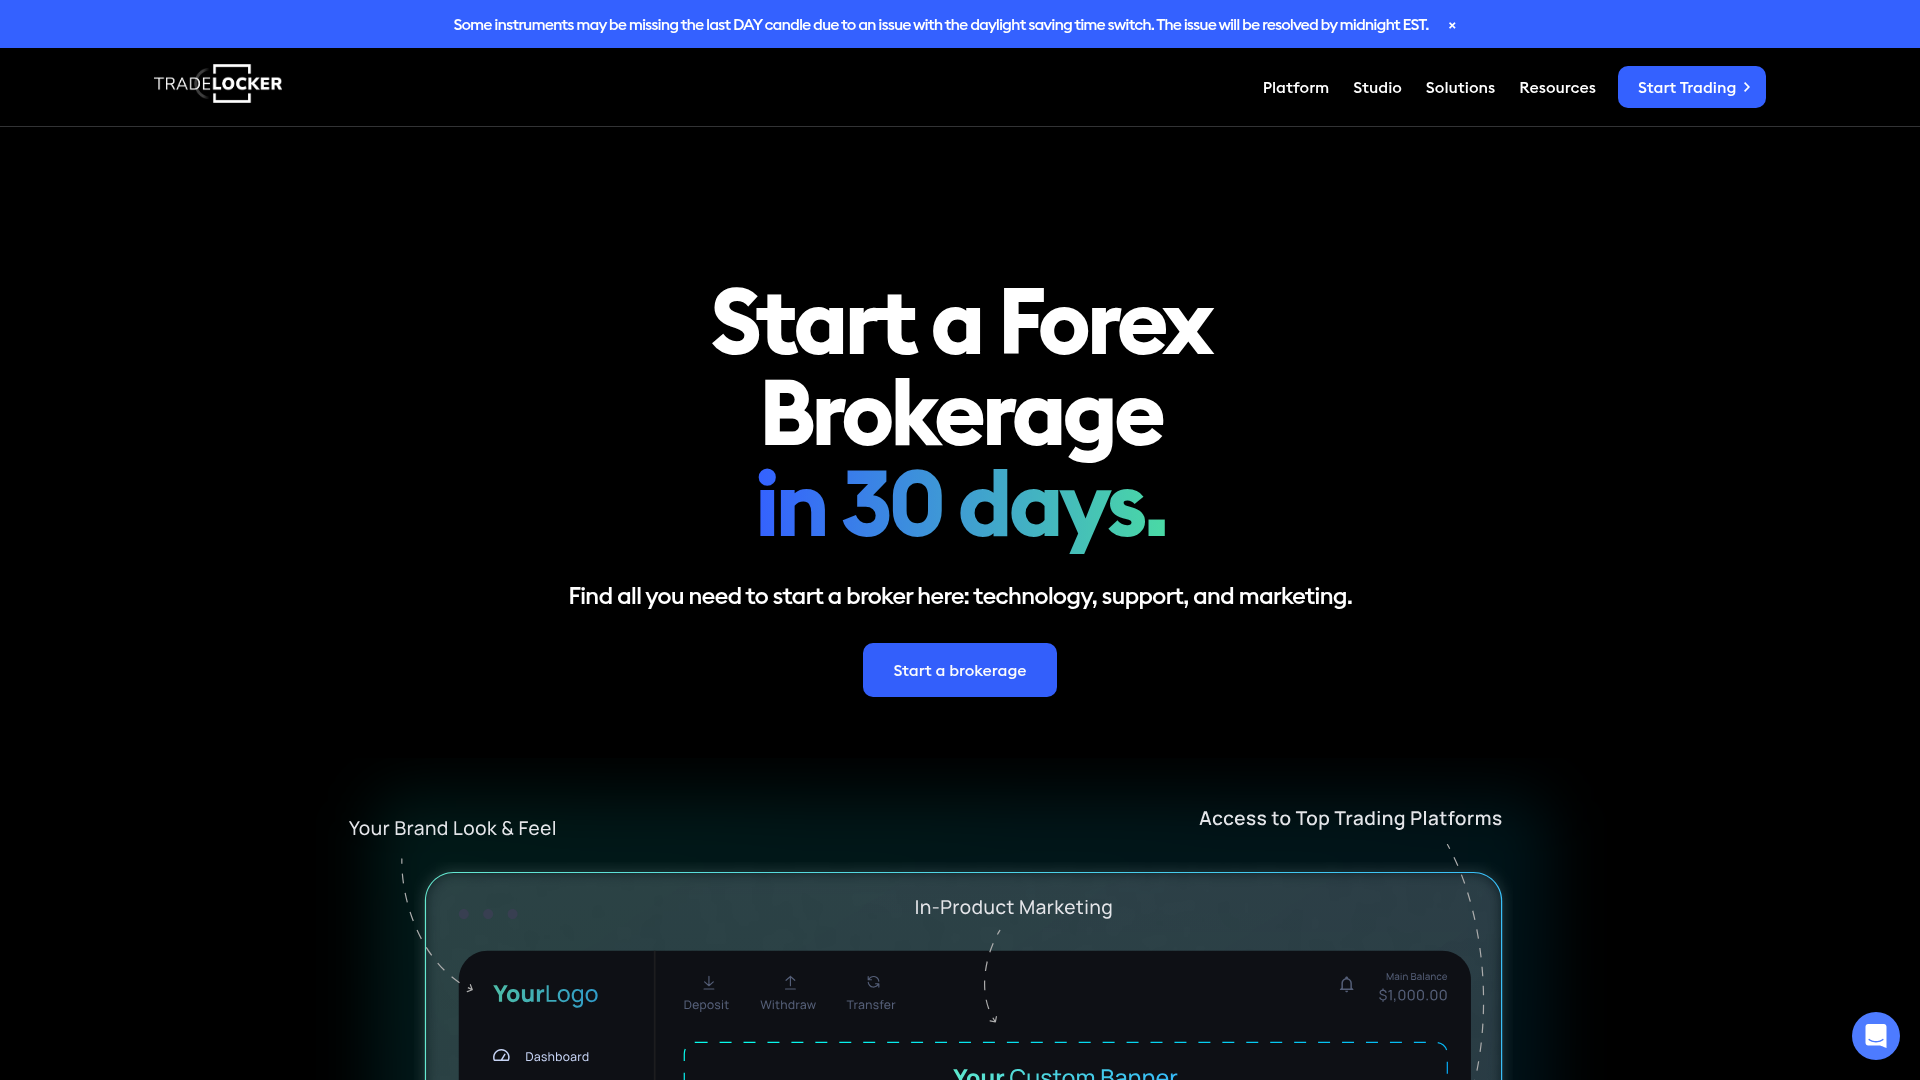 Some instruments may be missing the last DAY candle due to an issue with the daylight saving time switch. The issue will be resolved by midnight EST. ×
TRADELOCKER
Platform Studio Solutions Resources Start Trading
Start a Forex
Brokerage
in 30 days.
Find all you need to start a broker here: technology, support, and marketing.
Start a brokerage
Your Brand Look & Feel
Access to Top Trading Platforms
In-Product Marketing
YourLogo
Deposit Withdraw Transfer
Main Balance
$1,000.00
Dashboard
Your Custom Banner